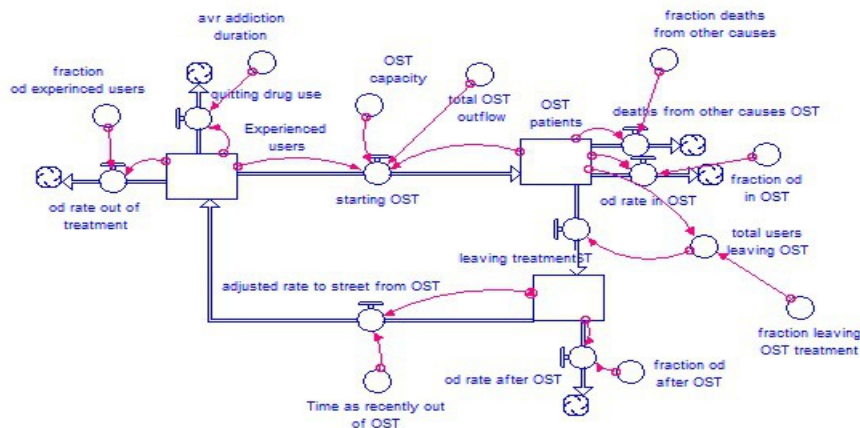 avr addiction
duration
fraction deaths
from other causes
fraction
od experinced users
OST
capacity
quitting drug use
total OST
outflow
OST
patients
deaths from other causes OST
Experienced
users
od rate out of
treatment
starting OST
od rate in OST
fraction od
in OST
total users
leaving OST
leaving treatment
adjusted rate to street from OST
fraction leaving
OST treatment
od rate after OST
fraction od
after OST
Time as recently out
of OST